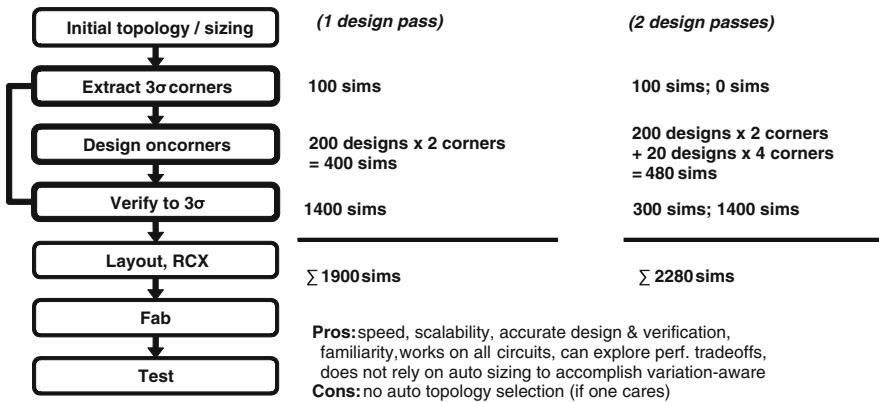 Initial topology / sizing
(1 design pass)
(2 design passes)
Extract 3σ corners
100 sims
100 sims; 0 sims
Design oncorners
200 designs x 2 corners
= 400 sims
200 designs x 2 corners
+ 20 designs x 4 corners
= 480 sims
Verify to 3σ
1400 sims
300 sims; 1400 sims
Layout, RCX
∑ 1900 sims
∑ 2280 sims
Fab
Test
Pros: speed, scalability, accurate design & verification,
familiarity, works on all circuits, can explore perf. tradeoffs,
does not rely on auto sizing to accomplish variation-aware
Cons: no auto topology selection (if one cares)